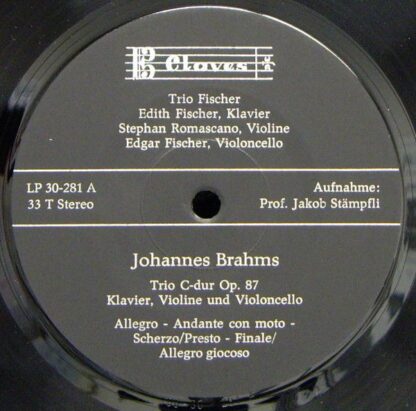 Claves
Trio Fischer
Edith Fischer, Klavier
Stephan Romascano, Violine
Edgar Fischer, Violoncello
LP 30-281 A
33 T Stereo
Aufnahme:
Prof. Jakob Stämpfli
Johannes Brahms
Trio C-dur Op. 87
Klavier, Violine und Violoncello
Allegro - Andante con moto -
Scherzo/Presto - Finale/
Allegro giocoso